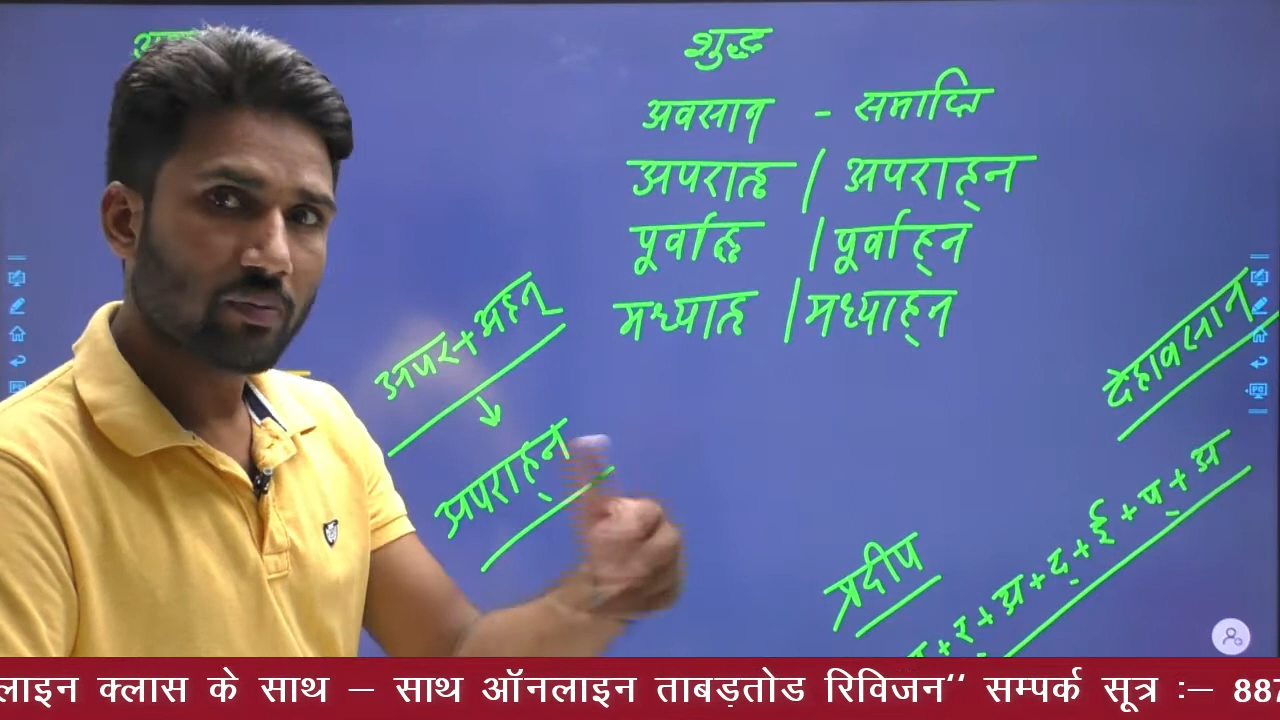 शुद्ध
अवसान - समाप्ति
अपराह्न / अपराह्न
पूर्वाह्न / पूर्वाह्न
मध्याह्न / मध्याह्न
अपर + अहन्
↓
अपराह्न
देहावसान
प्रदीप
+ र् + अ + द् + ई + प् + अ
लाइन क्लास के साथ – साथ ऑनलाइन ताबड़तोड रिविजन“ सम्पर्क सूत्र :– 887